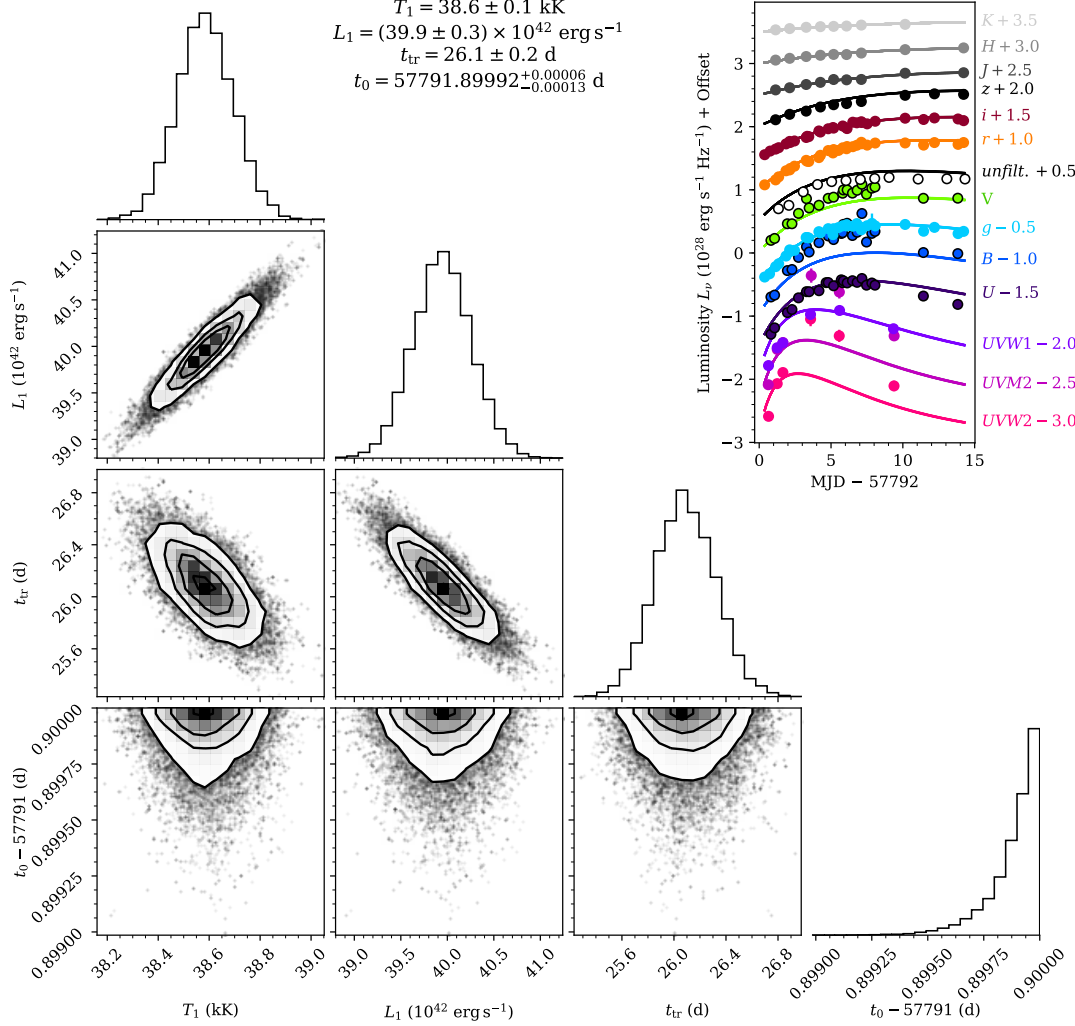 T₁ = 38.6 ± 0.1 kK
L₁ = (39.9 ± 0.3) × 10⁴² erg s⁻¹
t_tr = 26.1 ± 0.2 d
t₀ = 57791.89992 +0.00006 −0.00013 d
Luminosity L_ν (10²⁸ erg s⁻¹ Hz⁻¹) + Offset
3
2
1
0
−1
−2
−3
K + 3.5
H + 3.0
J + 2.5
z + 2.0
i + 1.5
r + 1.0
unfilt. + 0.5
V
g − 0.5
B − 1.0
U − 1.5
UVW1 − 2.0
UVM2 − 2.5
UVW2 − 3.0
0 5 10 15
MJD − 57792
L₁ (10⁴² erg s⁻¹)
41.0
40.5
40.0
39.5
39.0
t_tr (d)
26.8
26.4
26.0
25.6
t₀ − 57791 (d)
0.90000
0.89975
0.89950
0.89925
0.89900
38.2 38.4 38.6 38.8 39.0
T₁ (kK)
39.0 39.5 40.0 40.5 41.0
L₁ (10⁴² erg s⁻¹)
25.6 26.0 26.4 26.8
t_tr (d)
0.89900 0.89925 0.89950 0.89975 0.90000
t₀ − 57791 (d)